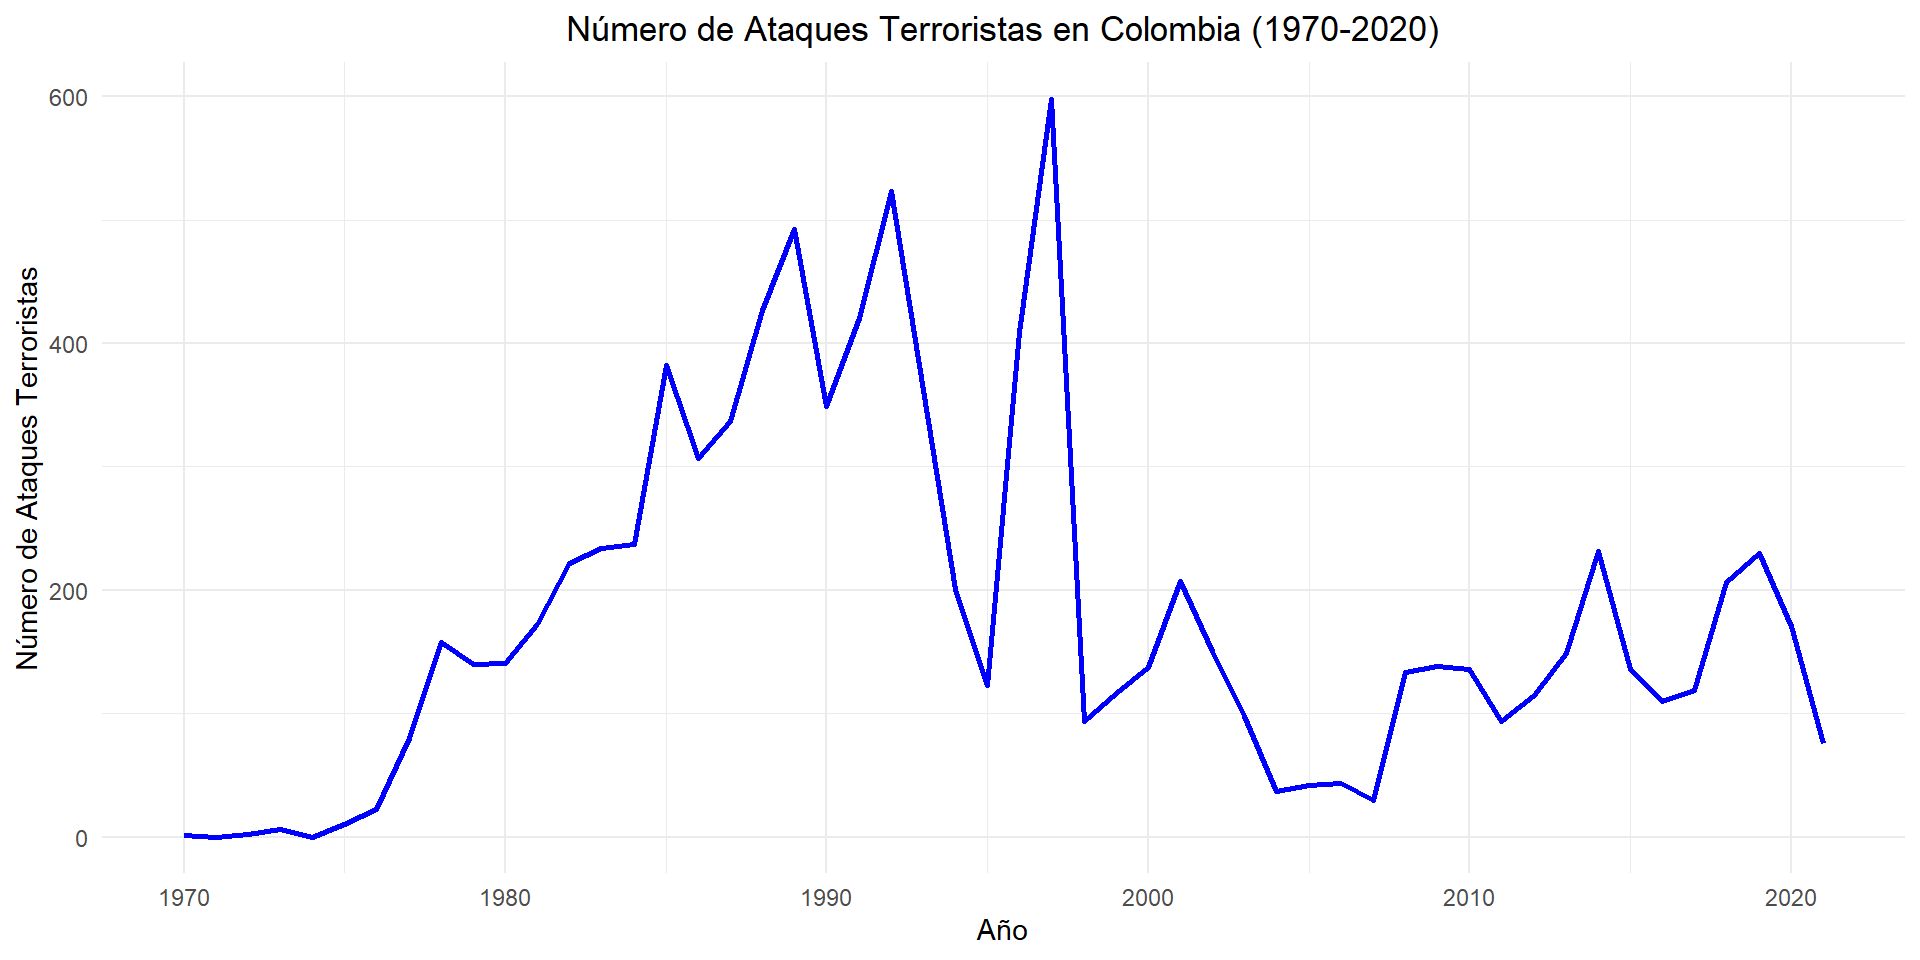 Número de Ataques Terroristas en Colombia (1970-2020)
Número de Ataques Terroristas
600
400
200
0
1970 1980 1990 2000 2010 2020
Año